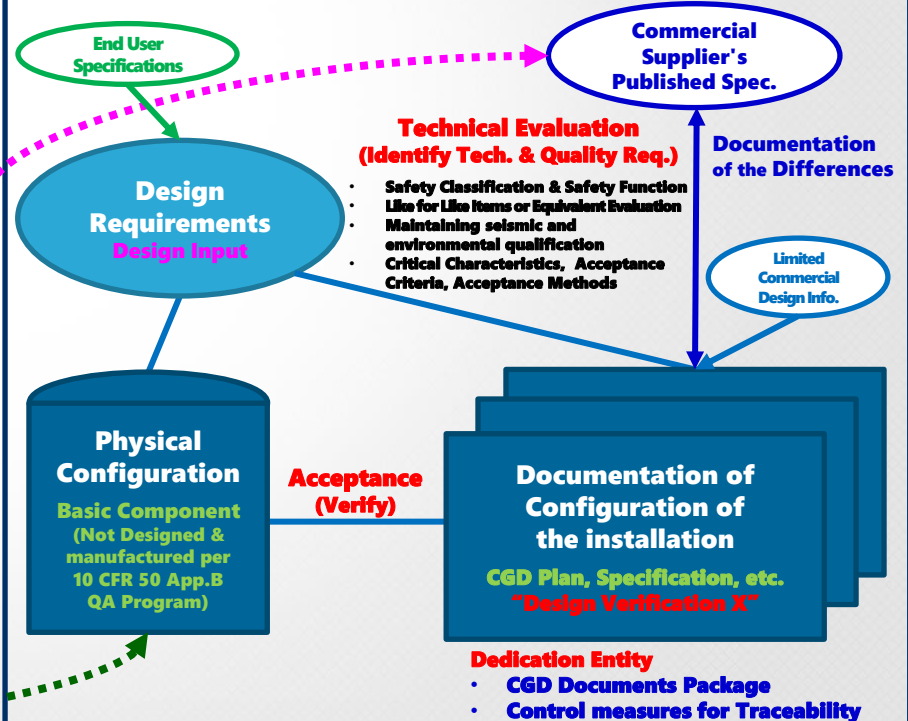 End User
Specifications
Commercial
Supplier's
Published Spec.
Technical Evaluation
(Identify Tech. & Quality Req.)
• Safety Classification & Safety Function
• Like for Like Items or Equivalent Evaluation
• Maintaining seismic and
environmental qualification
• Critical Characteristics, Acceptance
Criteria, Acceptance Methods
Documentation
of the Differences
Design
Requirements
Design Input
Limited
Commercial
Design Info.
Physical
Configuration
Basic Component
(Not Designed &
manufactured per
10 CFR 50 App.B
QA Program)
Acceptance
(Verify)
Documentation of
Configuration of
the installation
CGD Plan, Specification, etc.
“Design Verification X”
Dedication Entity
• CGD Documents Package
• Control measures for Traceability